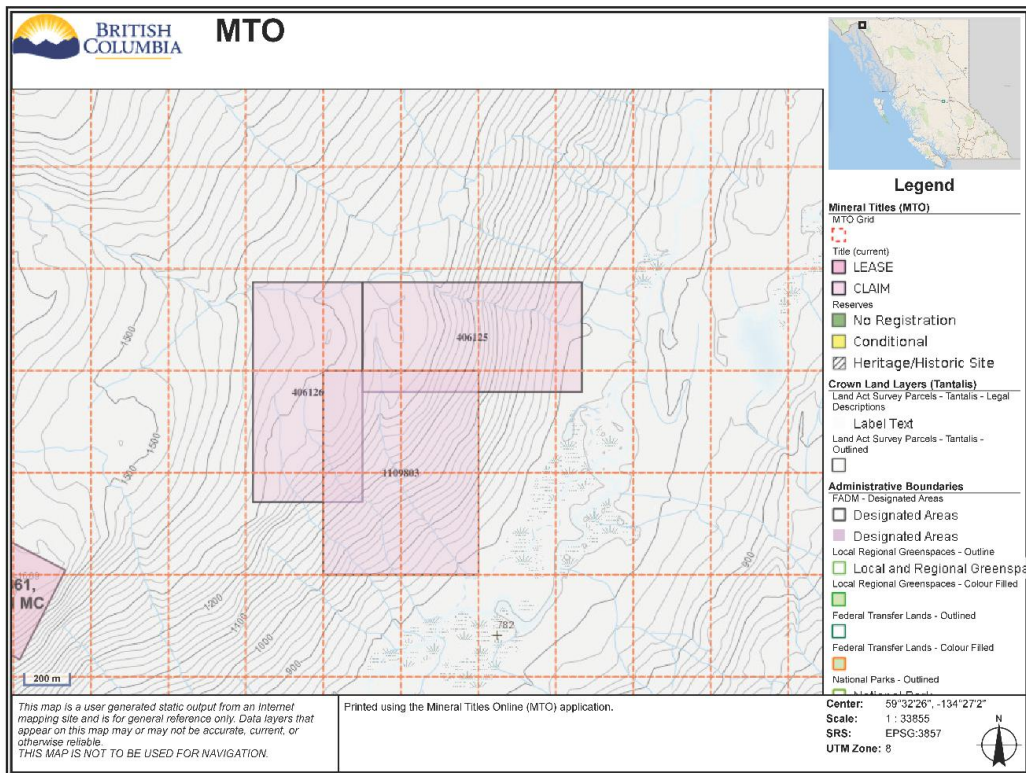 BRITISH
COLUMBIA
MTO
406125
406126
1109803
1500
1500
1500
61,
MC
1200
1100
1000
900
900
782
200 m
Legend
Mineral Titles (MTO)
MTO Grid
Title (current)
LEASE
CLAIM
Reserves
No Registration
Conditional
Heritage/Historic Site
Crown Land Layers (Tantalis)
Land Act Survey Parcels - Tantalis - Legal
Descriptions
Label Text
Land Act Survey Parcels - Tantalis -
Outlined
Administrative Boundaries
FADM - Designated Areas
Designated Areas
Designated Areas
Local Regional Greenspaces - Outline
Local and Regional Greenspa
Local Regional Greenspaces - Colour Filled
Federal Transfer Lands - Outlined
Federal Transfer Lands - Colour Filled
National Parks - Outlined
This map is a user generated static output from an Internet
mapping site and is for general reference only. Data layers that
appear on this map may or may not be accurate, current, or
otherwise reliable.
THIS MAP IS NOT TO BE USED FOR NAVIGATION.
Printed using the Mineral Titles Online (MTO) application.
Center: 59°32'26", -134°27'2"
Scale: 1 : 33855
SRS: EPSG:3857
UTM Zone: 8
N